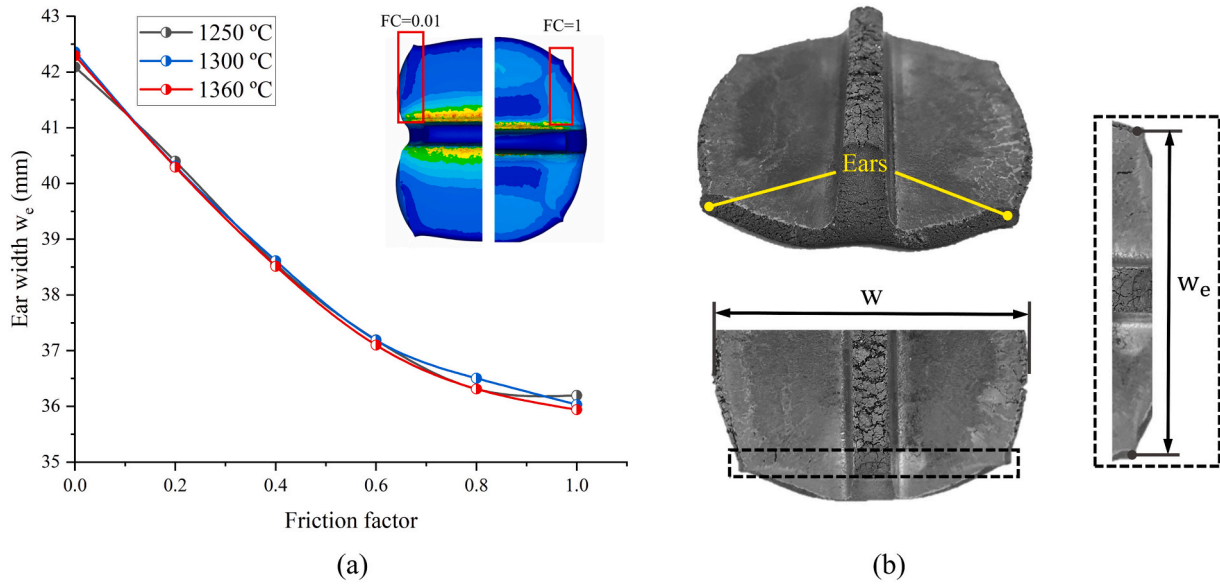 43
42
41
40
39
38
37
36
35
Ear width wₑ (mm)
1250 ºC
1300 ºC
1360 ºC
FC=0.01
FC=1
0.0
0.2
0.4
0.6
0.8
1.0
Friction factor
(a)
Ears
w
wₑ
(b)